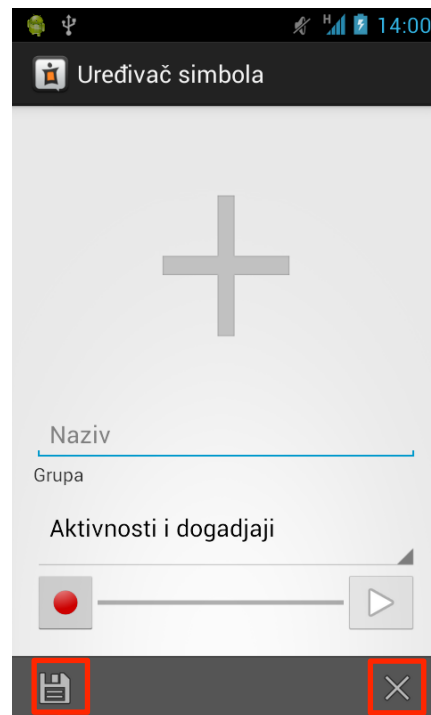 H 14:00
Uređivač simbola
Naziv
Grupa
Aktivnosti i dogadjaji